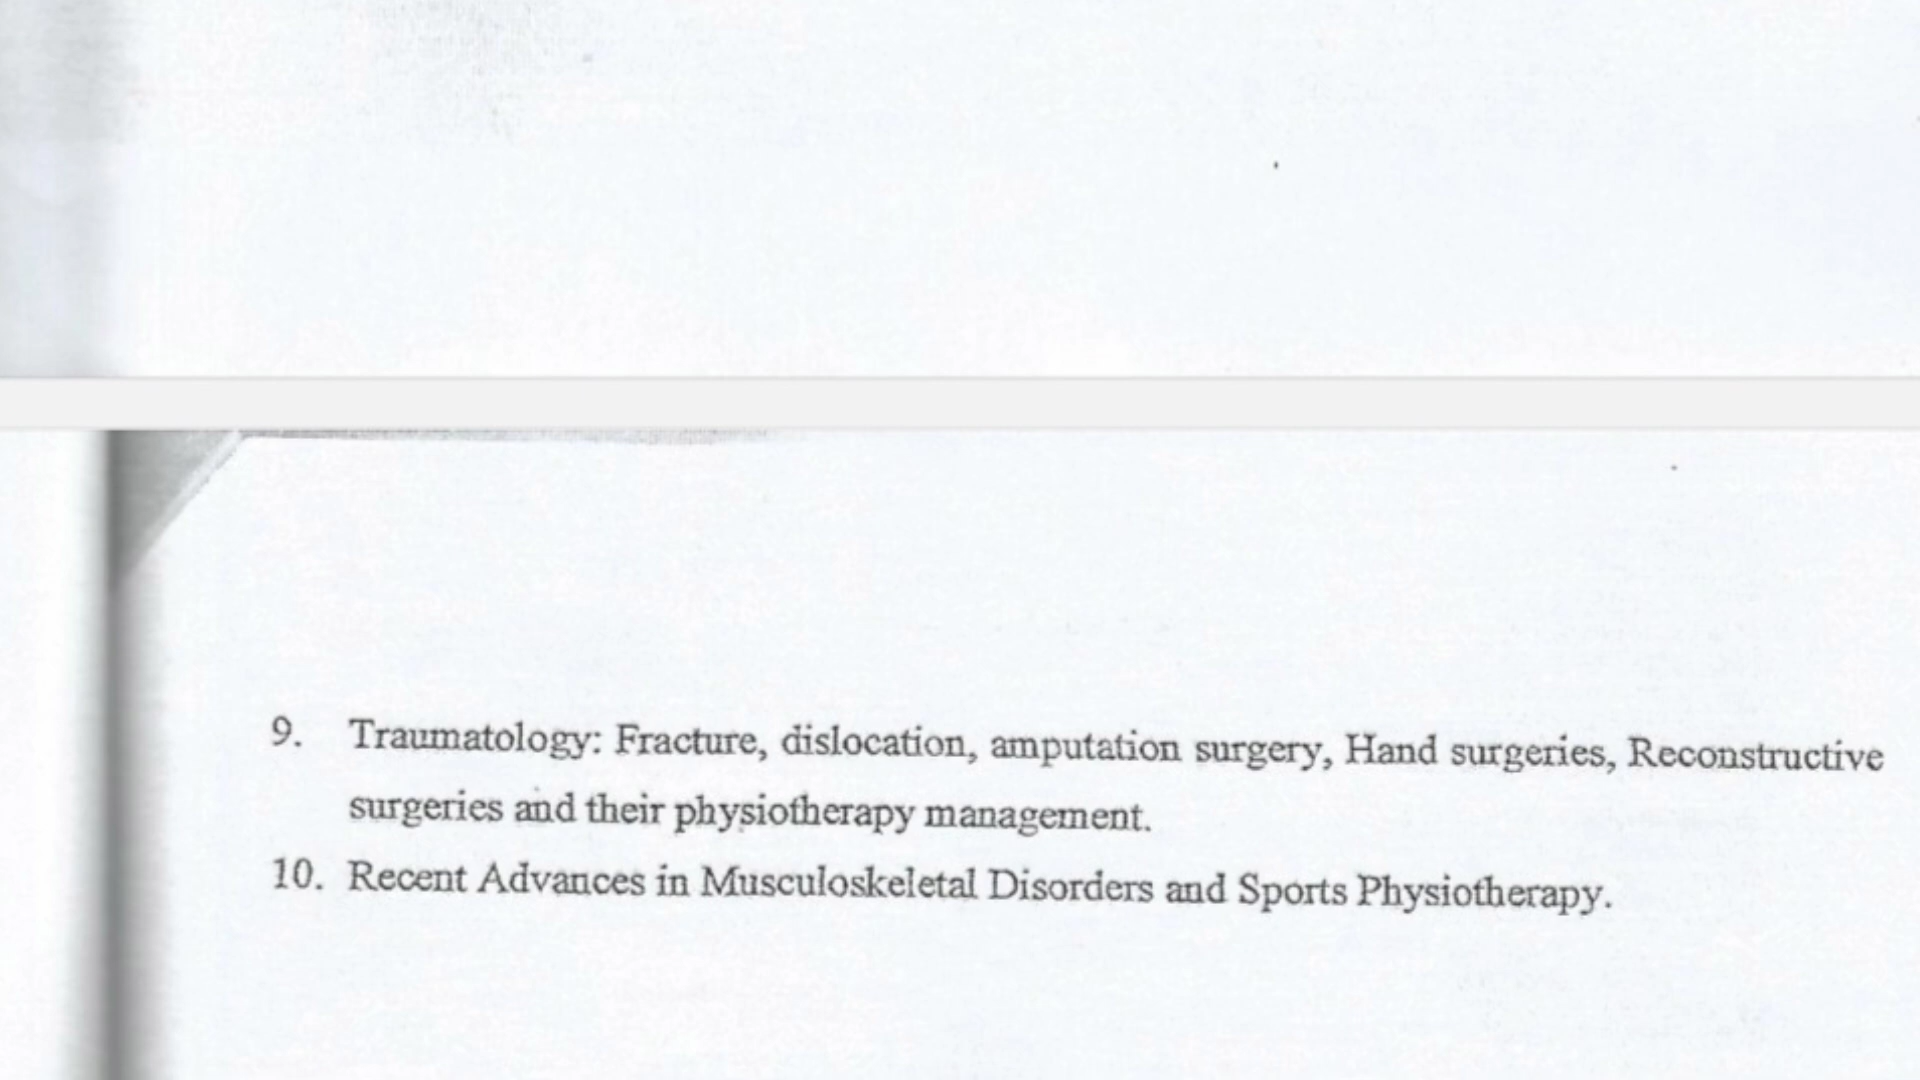 9. Traumatology: Fracture, dislocation, amputation surgery, Hand surgeries, Reconstructive
surgeries and their physiotherapy management.
10. Recent Advances in Musculoskeletal Disorders and Sports Physiotherapy.